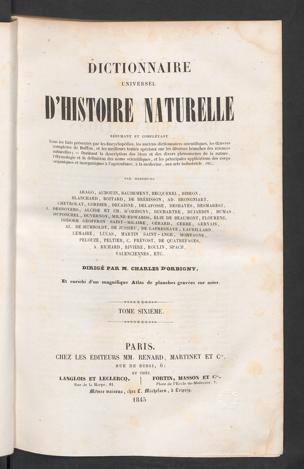 DICTIONNAIRE
UNIVERSEL
D'HISTOIRE NATURELLE
RÉSUMANT ET COMPLÉTANT
Tous les faits présentés par les Encyclopédies, les anciens dictionnaires scientifiques, les Œuvres
complètes de Buffon, et les meilleurs traités spéciaux sur les diverses branches des sciences
naturelles; — Donnant la description des êtres et des divers phénomènes de la nature,
l'étymologie et la définition des noms scientifiques, et les principales applications des corps
organiques et inorganiques à l'agriculture, à la médecine, aux arts industriels, etc.
PAR MESSIEURS
ARAGO, AUDOUIN, BAUDEMENT, BECQUEREL, BIBRON,
BLANCHARD, BOITARD, DE BRÉBISSON, AD. BRONGNIART,
CHEVREUL, CORDIER, DECAISNE, DELAFOSSE, DESHAYES, DESMAREST,
J. DESNOYERS, ALCIDE ET CH. D'ORBIGNY, DUCHARTRE, DUJARDIN, DUMAS,
DUPONCHEL, DUVERNOY, MILNE-EDWARDS, ÉLIE DE BEAUMONT, FLOURENS,
ISIDORE GEOFFROY SAINT-HILAIRE, GÉRARD, GERBE, GERVAIS,
AL. DE HUMBOLDT, DE JUSSIEU, DE LAFRESNAYE, LAURILLARD,
LEMAIRE, LUCAS, MARTIN SAINT-ANGE, MONTAGNE,
PELOUZE, PELTIER, C. PRÉVOST, DE QUATREFAGES,
A. RICHARD, RIVIÈRE, ROULIN, SPACH,
VALENCIENNES, ETC.
DIRIGÉ PAR M. CHARLES D'ORBIGNY,
Et enrichi d'un magnifique Atlas de planches gravées sur acier.
TOME SIXIÈME.
PARIS.
CHEZ LES ÉDITEURS MM. RENARD, MARTINET ET Cie,
RUE DE BUSSI, 6;
ET CHEZ
LANGLOIS ET LECLERCQ, FORTIN, MASSON ET Cie,
Rue de la Harpe, 81. Place de l'École-de-Médecine, 1.
Même maison, chez L. Michelsen, à Leipzig.
1845